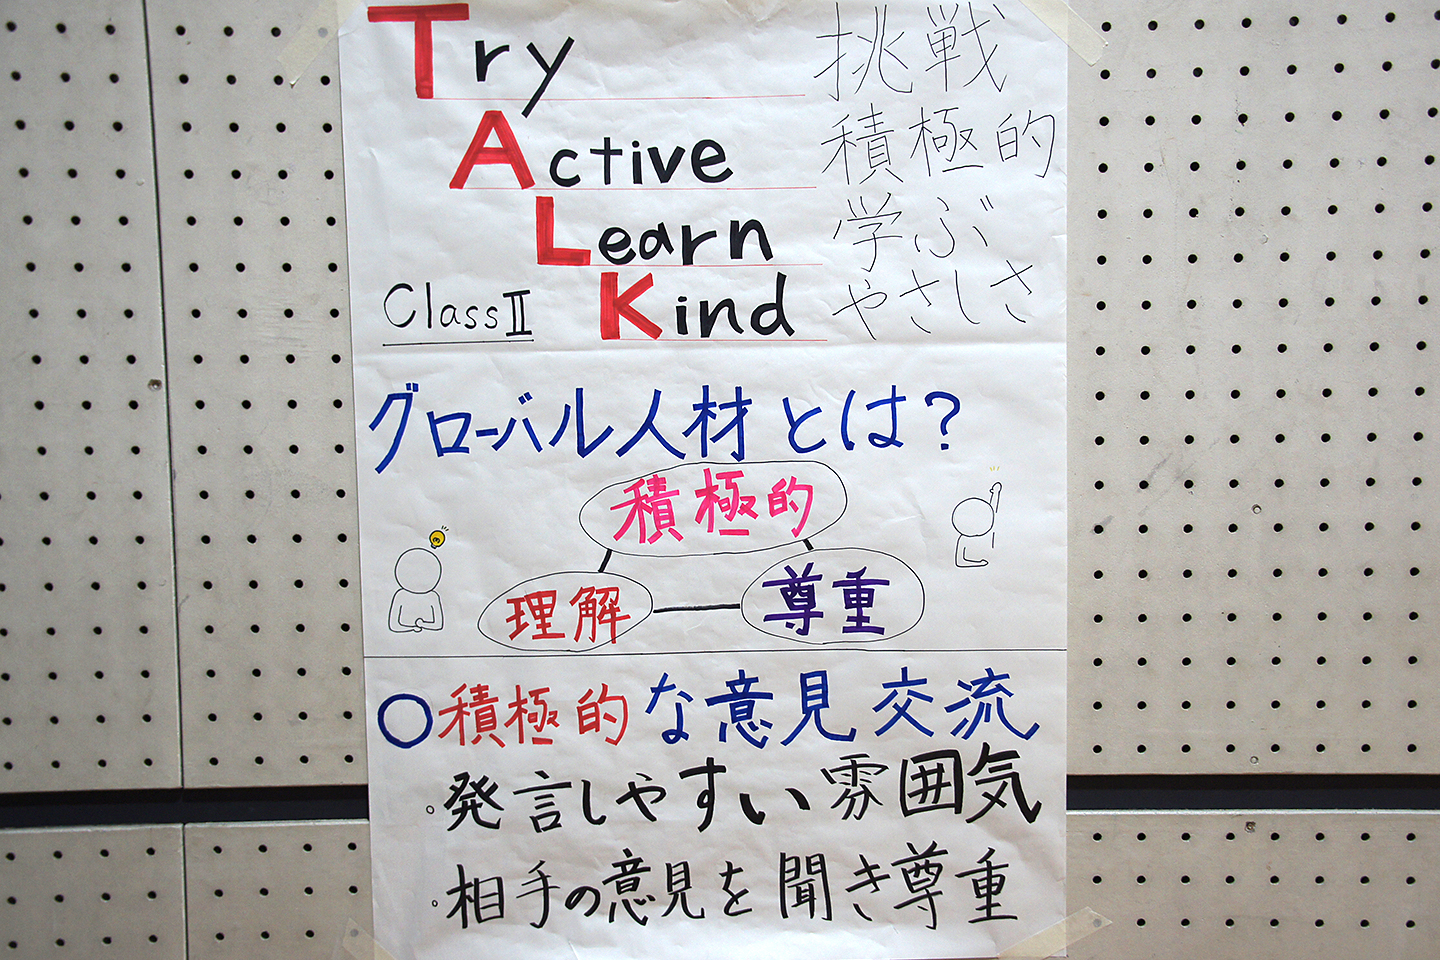 Try 挑戦
Active 積極的
Learn 学ぶ
Kind やさしさ
Class Ⅱ
グローバル人材とは?
積極的
理解
尊重
○積極的な意見交流
。発言しやすい雰囲気
。相手の意見を聞き尊重